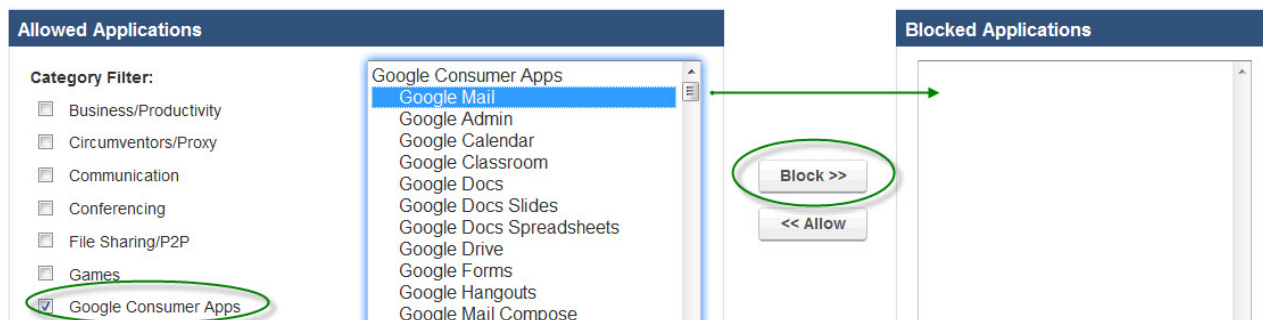 Allowed Applications
Blocked Applications
Category Filter:
Business/Productivity
Circumventors/Proxy
Communication
Conferencing
File Sharing/P2P
Games
Google Consumer Apps
Google Consumer Apps
Google Mail
Google Admin
Google Calendar
Google Classroom
Google Docs
Google Docs Slides
Google Docs Spreadsheets
Google Drive
Google Forms
Google Hangouts
Google Mail Compose
Block >>
<< Allow